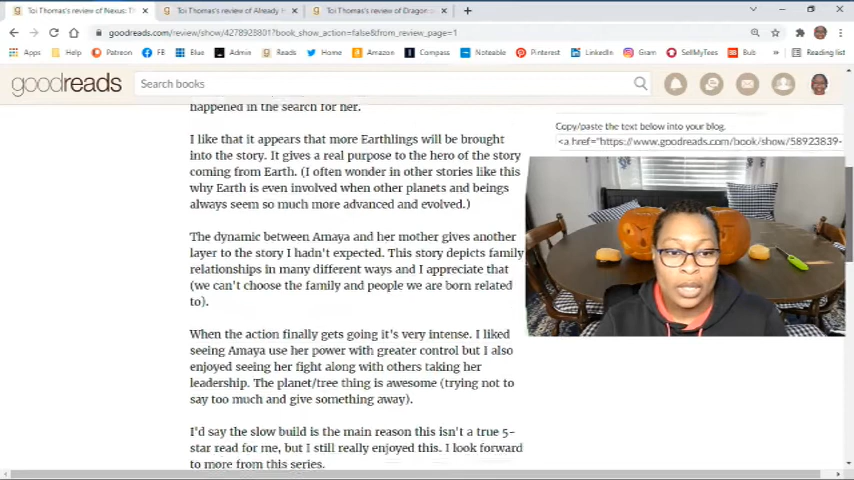 Toi Thomas's review of Nexus: Th
Toi Thomas's review of Already H
Toi Thomas's review of Dragon o
goodreads.com/review/show/4278928801?book_show_action=false&from_review_page=1
Apps
Logo
Patreon
FB
Blue
Admin
Reads
Home
Amazon
Compass
Noteable
Pinterest
LinkedIn
Gram
SellMyTees
Bub
Reading list
goodreads
Search books
happened in the search for her.
Copy/paste the text below into your blog.
<a href="https://www.goodreads.com/book/show/58923839-
I like that it appears that more Earthlings will be brought
into the story. It gives a real purpose to the hero of the story
coming from Earth. (I often wonder in other stories like this
why Earth is even involved when other planets and beings
always seem so much more advanced and evolved.)
The dynamic between Amaya and her mother gives another
layer to the story I hadn't expected. This story depicts family
relationships in many different ways and I appreciate that
(we can't choose the family and people we are born related
to).
When the action finally gets going it's very intense. I liked
seeing Amaya use her power with greater control but I also
enjoyed seeing her fight along with others taking her
leadership. The planet/tree thing is awesome (trying not to
say too much and give something away).
I'd say the slow build is the main reason this isn't a true 5-
star read for me, but I still really enjoyed this. I look forward
to more from this series.